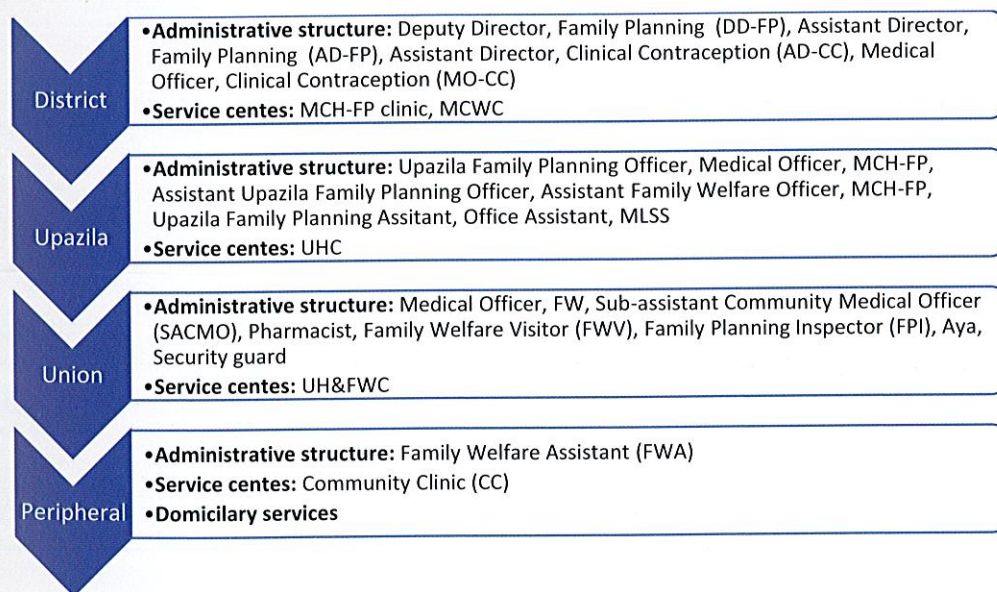 District
•Administrative structure: Deputy Director, Family Planning (DD-FP), Assistant Director,
Family Planning (AD-FP), Assistant Director, Clinical Contraception (AD-CC), Medical
Officer, Clinical Contraception (MO-CC)
•Service centes: MCH-FP clinic, MCWC
Upazila
•Administrative structure: Upazila Family Planning Officer, Medical Officer, MCH-FP,
Assistant Upazila Family Planning Officer, Assistant Family Welfare Officer, MCH-FP,
Upazila Family Planning Assitant, Office Assistant, MLSS
•Service centes: UHC
Union
•Administrative structure: Medical Officer, FW, Sub-assistant Community Medical Officer
(SACMO), Pharmacist, Family Welfare Visitor (FWV), Family Planning Inspector (FPI), Aya,
Security guard
•Service centes: UH&FWC
Peripheral
•Administrative structure: Family Welfare Assistant (FWA)
•Service centes: Community Clinic (CC)
•Domicilary services